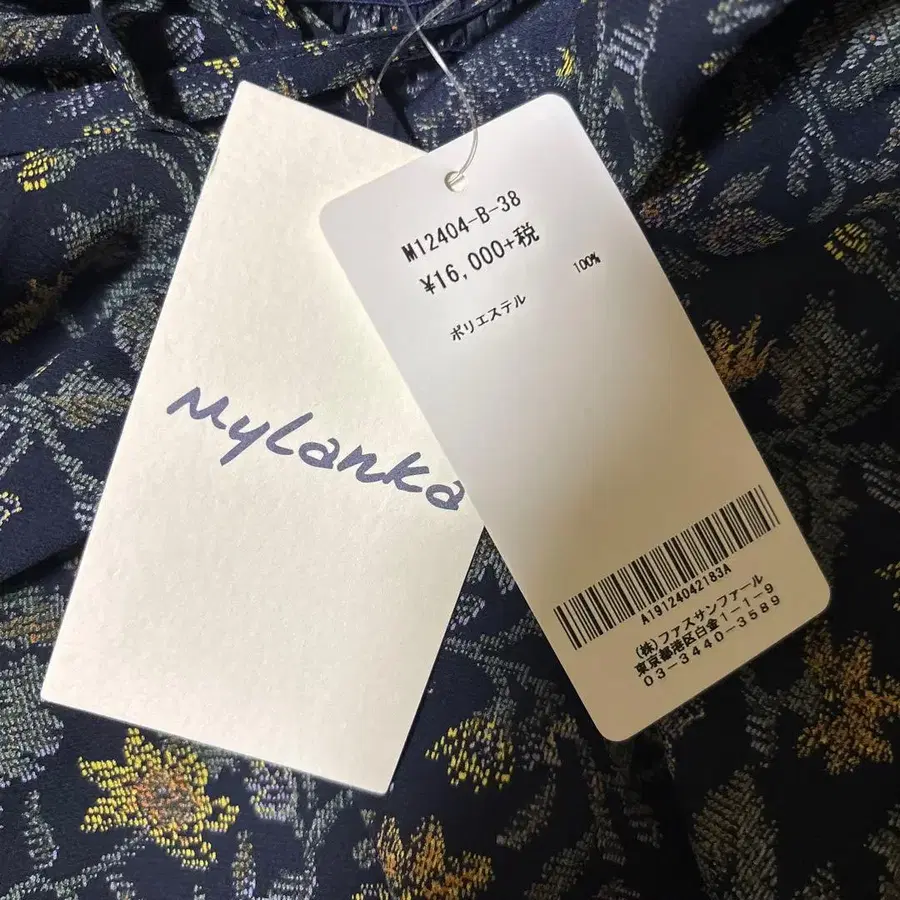 Mylanka
M12404-B-38
¥16,000+税
ポリエステル 100%
A19124042183A
(株)ファスサンファール
東京都港区白金1-1-9
03-3440-3589